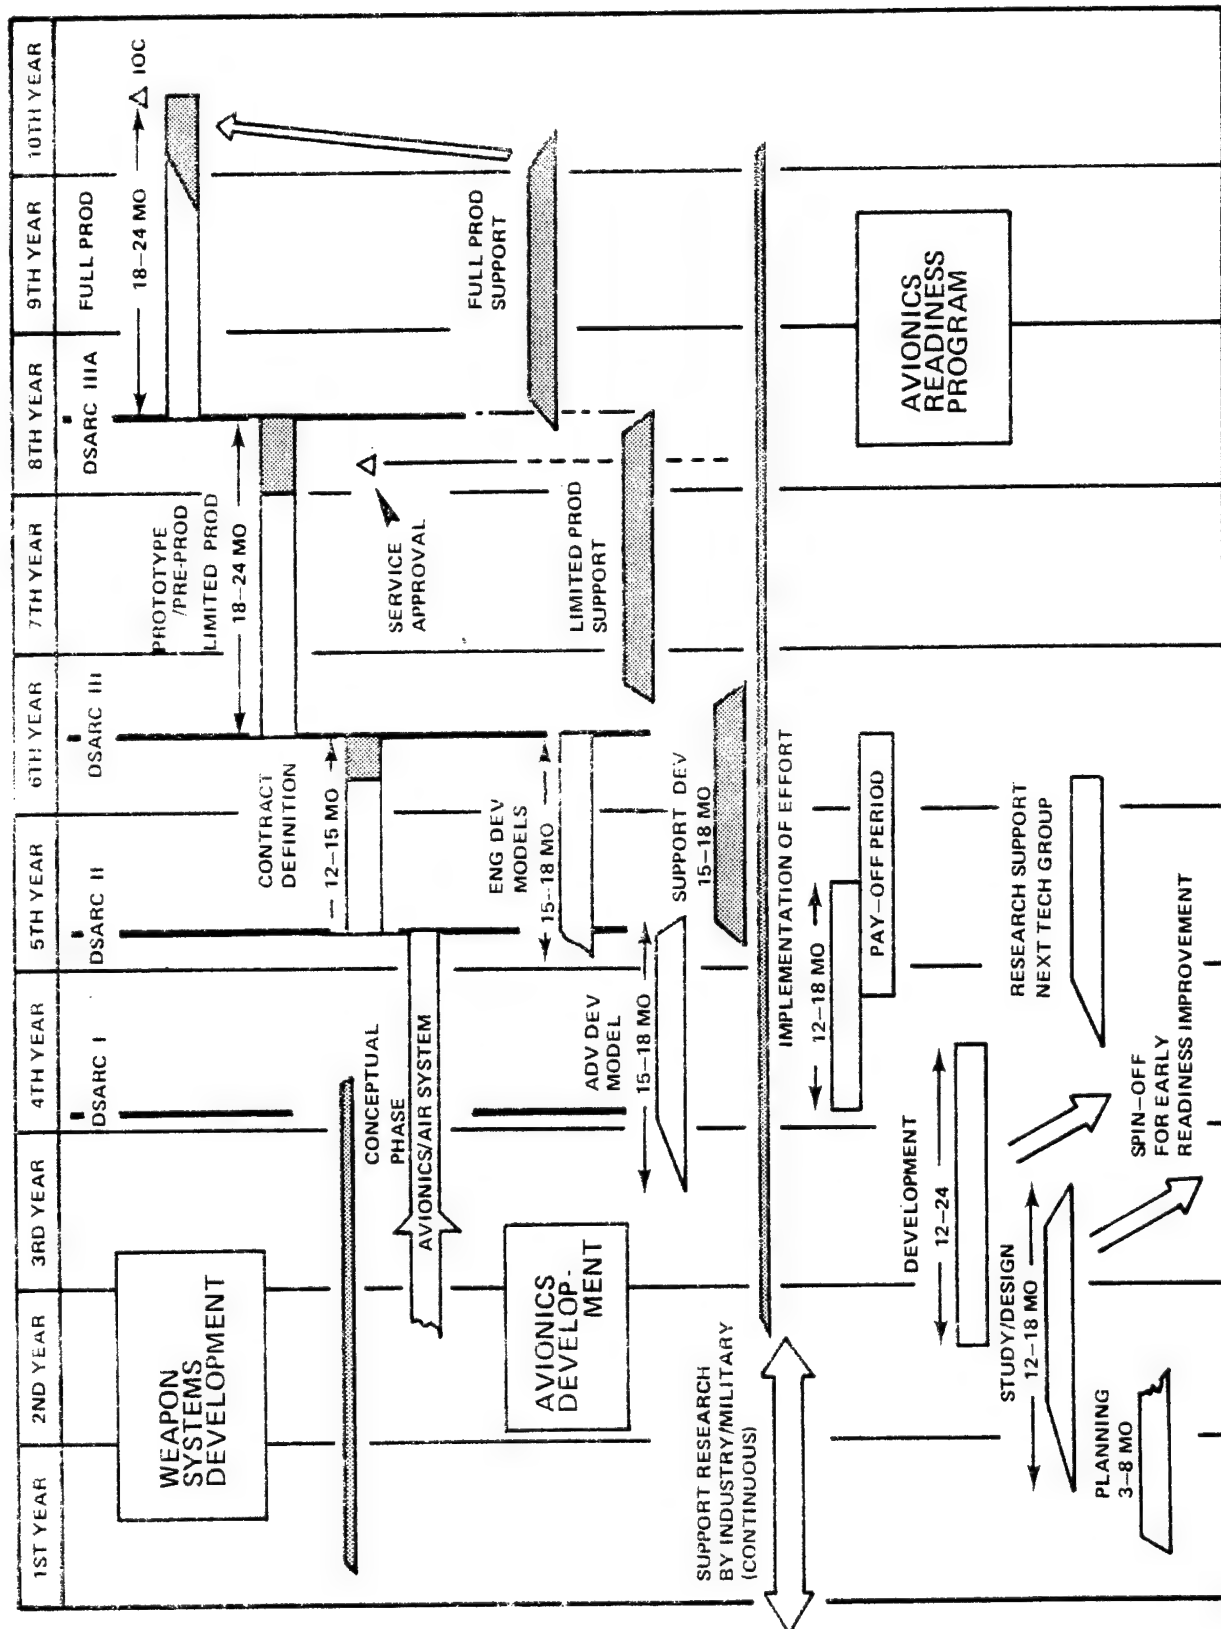 1ST YEAR
2ND YEAR
3RD YEAR
4TH YEAR
5TH YEAR
6TH YEAR
7TH YEAR
8TH YEAR
9TH YEAR
10TH YEAR
DSARC I
DSARC II
DSARC III
DSARC IIIA
FULL PROD
18–24 MO
IOC
WEAPON
SYSTEMS
DEVELOPMENT
PROTOTYPE
/PRE-PROD
LIMITED PROD
18–24 MO
CONTRACT
DEFINITION
12–15 MO
CONCEPTUAL
PHASE
AVIONICS/AIR SYSTEM
SERVICE
APPROVAL
AVIONICS
DEVELOP-
MENT
ADV DEV
MODEL
15–18 MO
ENG DEV
MODELS
15–18 MO
LIMITED PROD
SUPPORT
FULL PROD
SUPPORT
SUPPORT DEV
15–18 MO
SUPPORT RESEARCH
BY INDUSTRY/MILITARY
(CONTINUOUS)
IMPLEMENTATION OF EFFORT
12–18 MO
PAY–OFF PERIOD
AVIONICS
READINESS
PROGRAM
DEVELOPMENT
12–24
STUDY/DESIGN
12–18 MO
RESEARCH SUPPORT
NEXT TECH GROUP
PLANNING
3–8 MO
SPIN–OFF
FOR EARLY
READINESS IMPROVEMENT